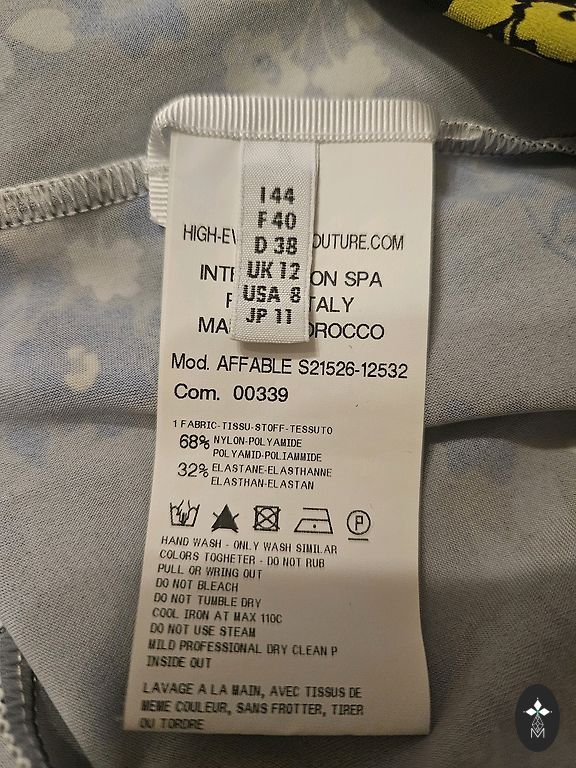 I 44
F 40
D 38
UK 12
USA 8
JP 11
HIGH-EV OUTURE.COM
INTE ON SPA
TALY
MA OROCCO
Mod. AFFABLE S21526-12532
Com. 00339
1 FABRIC-TISSU-STOFF-TESSUTO
68% NYLON-POLYAMIDE
POLYAMID-POLIAMMIDE
32% ELASTANE-ELASTHANNE
ELASTHAN-ELASTAN
P
HAND WASH - ONLY WASH SIMILAR
COLORS TOGHETER - DO NOT RUB
PULL OR WRING OUT
DO NOT BLEACH
DO NOT TUMBLE DRY
COOL IRON AT MAX 110C
DO NOT USE STEAM
MILD PROFESSIONAL DRY CLEAN P
INSIDE OUT
LAVAGE A LA MAIN, AVEC TISSUS DE
MEME COULEUR, SANS FROTTER, TIRER
OU TORDRE
M